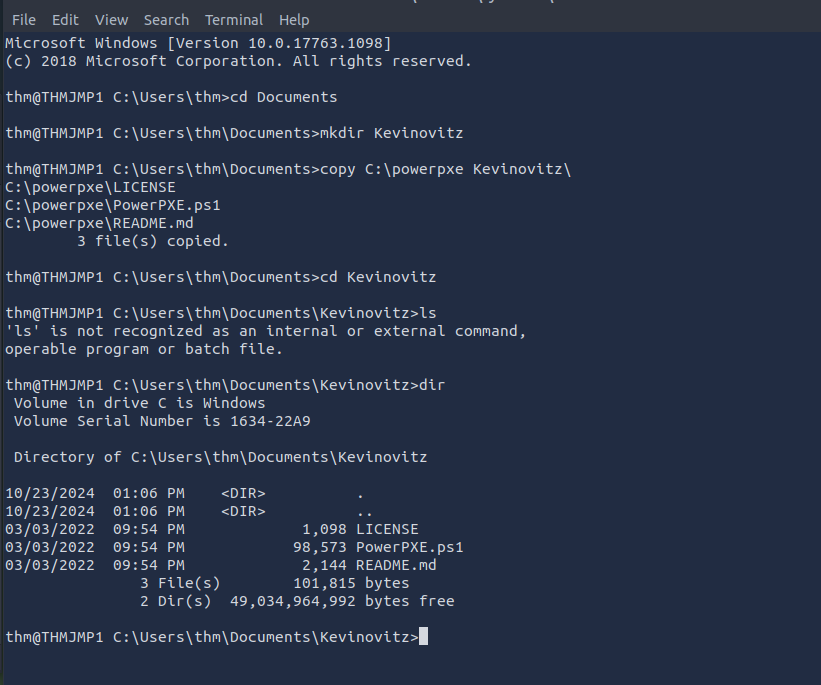 File Edit View Search Terminal Help
Microsoft Windows [Version 10.0.17763.1098]
(c) 2018 Microsoft Corporation. All rights reserved.
thm@THMJMP1 C:\Users\thm>cd Documents
thm@THMJMP1 C:\Users\thm\Documents>mkdir Kevinovitz
thm@THMJMP1 C:\Users\thm\Documents>copy C:\powerpxe Kevinovitz\
C:\powerpxe\LICENSE
C:\powerpxe\PowerPXE.ps1
C:\powerpxe\README.md
        3 file(s) copied.
thm@THMJMP1 C:\Users\thm\Documents>cd Kevinovitz
thm@THMJMP1 C:\Users\thm\Documents\Kevinovitz>ls
'ls' is not recognized as an internal or external command,
operable program or batch file.
thm@THMJMP1 C:\Users\thm\Documents\Kevinovitz>dir
 Volume in drive C is Windows
 Volume Serial Number is 1634-22A9
 Directory of C:\Users\thm\Documents\Kevinovitz
10/23/2024  01:06 PM    <DIR>          .
10/23/2024  01:06 PM    <DIR>          ..
03/03/2022  09:54 PM             1,098 LICENSE
03/03/2022  09:54 PM            98,573 PowerPXE.ps1
03/03/2022  09:54 PM             2,144 README.md
               3 File(s)        101,815 bytes
               2 Dir(s)  49,034,964,992 bytes free
thm@THMJMP1 C:\Users\thm\Documents\Kevinovitz>